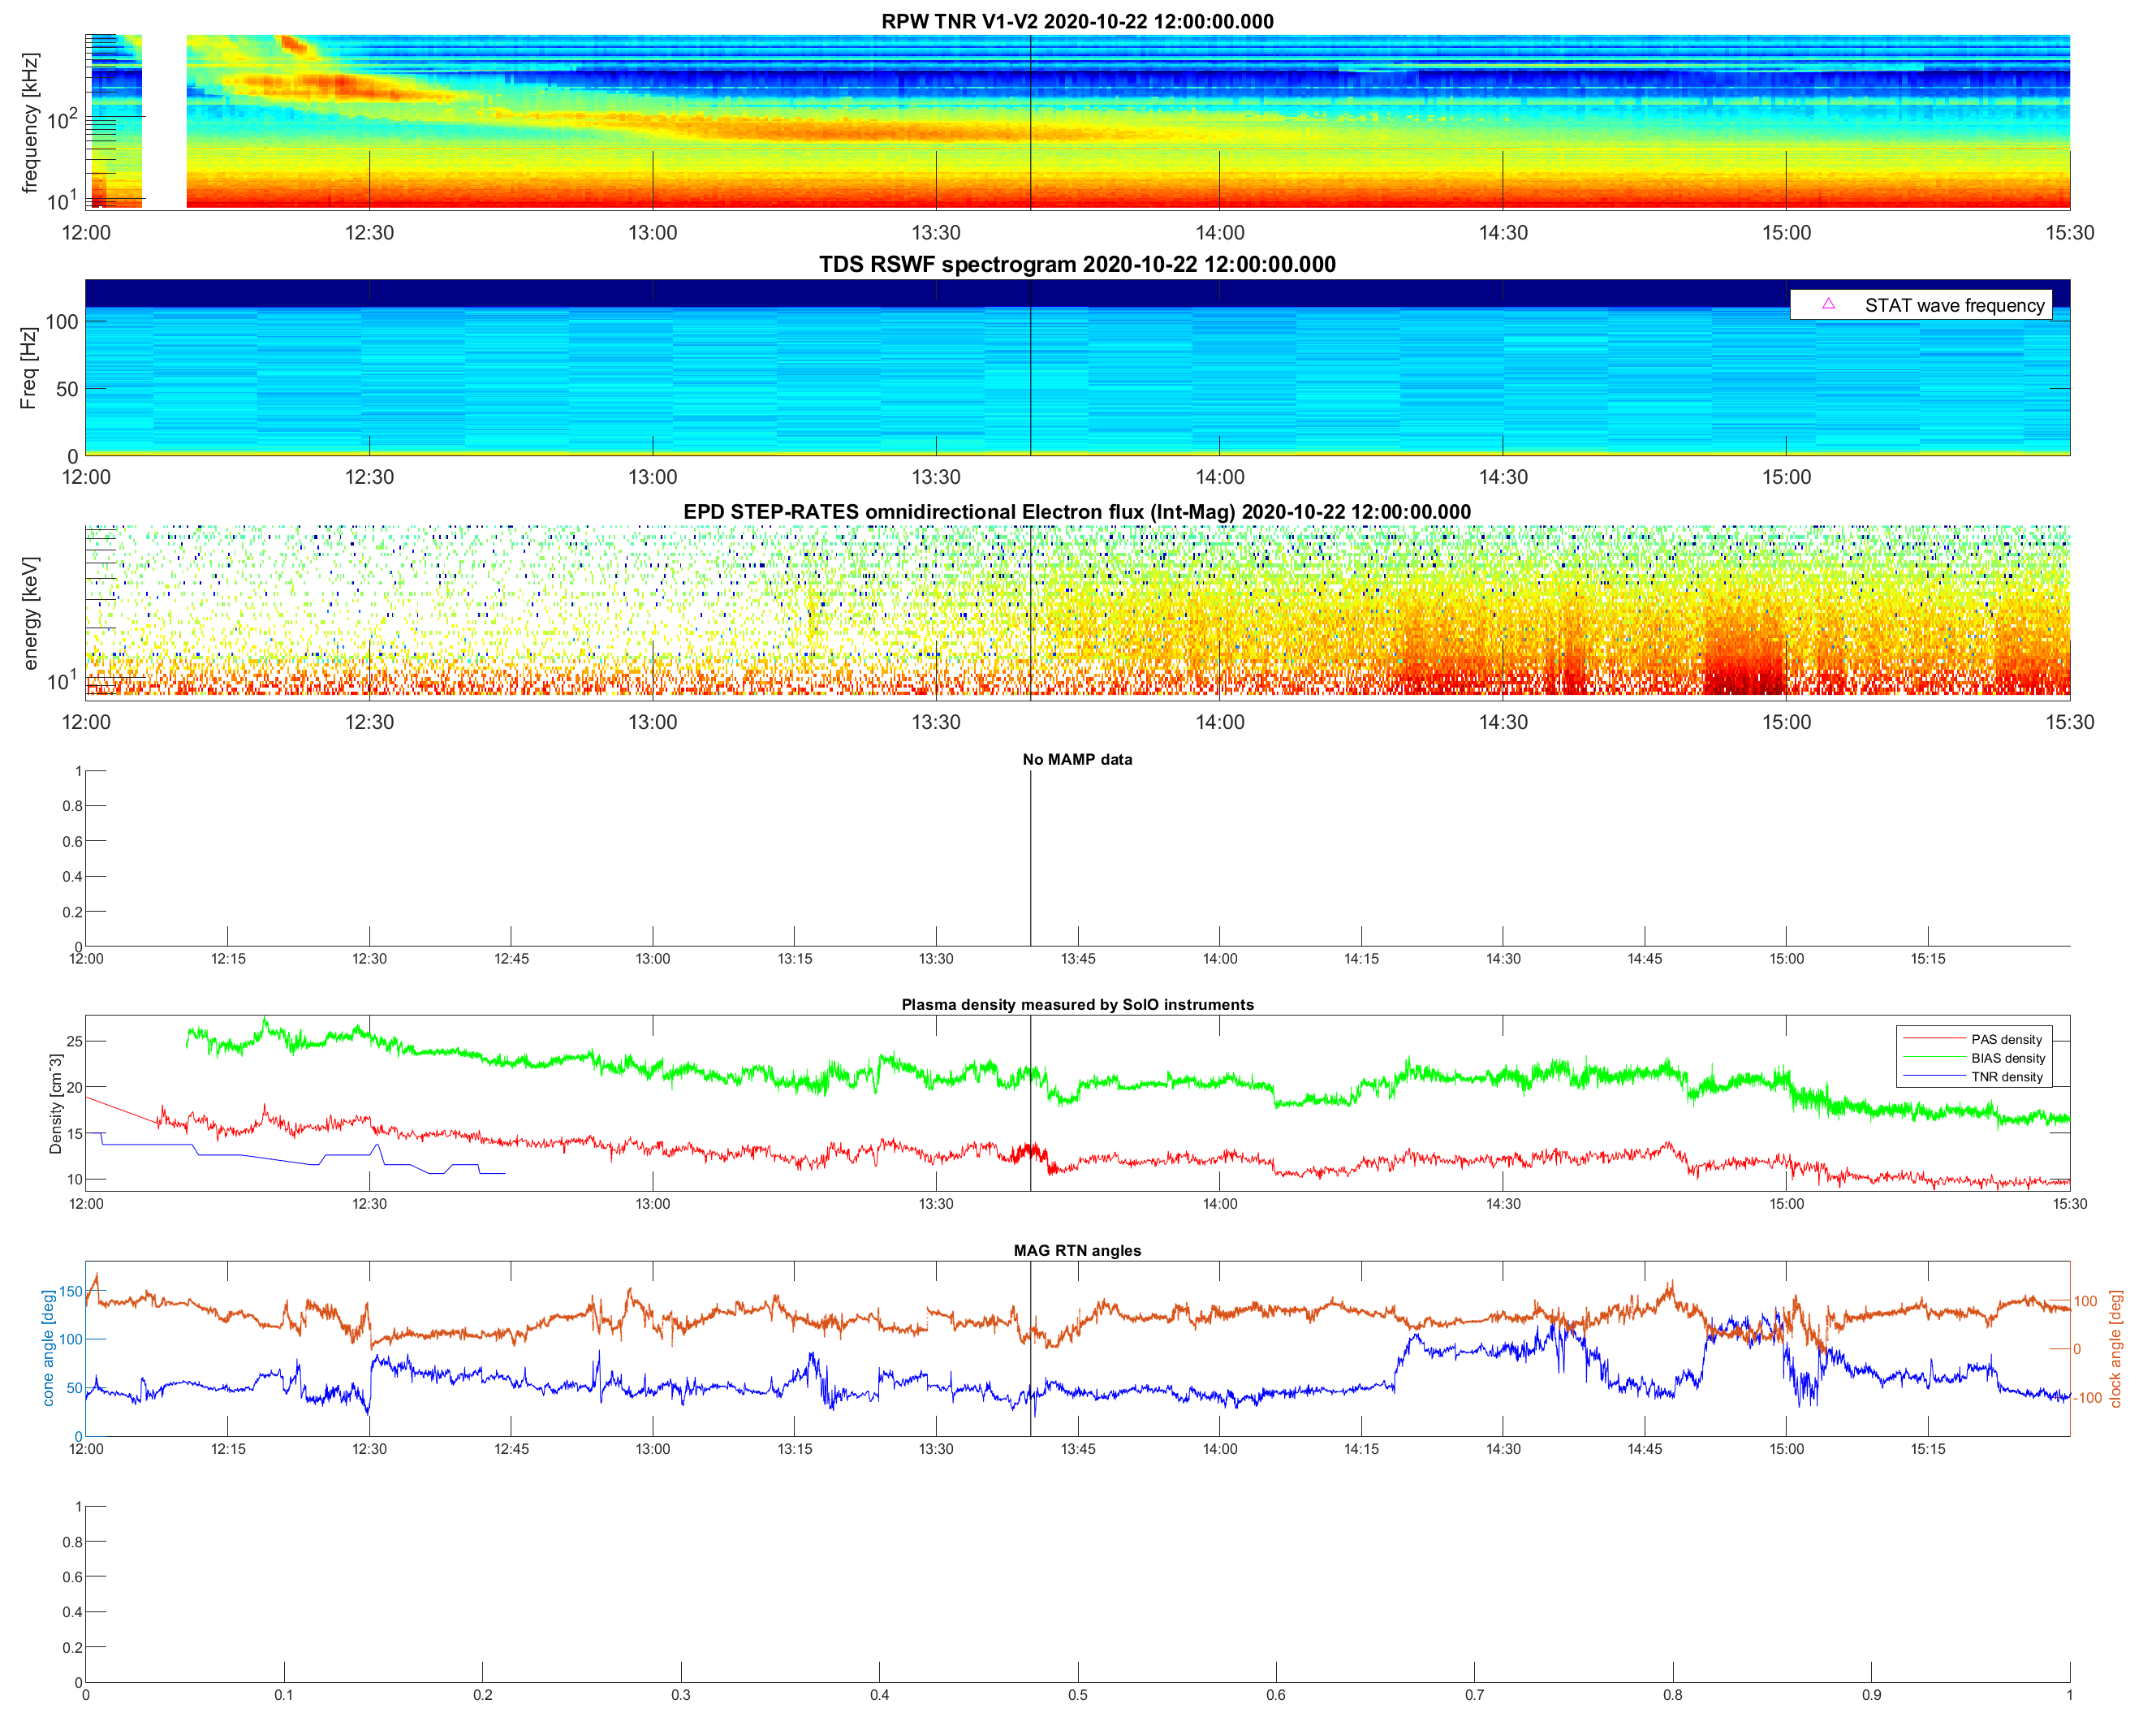 RPW TNR V1-V2 2020-10-22 12:00:00.000
frequency [kHz]
10^2
10^1
12:00 12:30 13:00 13:30 14:00 14:30 15:00 15:30
TDS RSWF spectrogram 2020-10-22 12:00:00.000
Freq [Hz]
100
50
0
STAT wave frequency
12:00 12:30 13:00 13:30 14:00 14:30 15:00
EPD STEP-RATES omnidirectional Electron flux (Int-Mag) 2020-10-22 12:00:00.000
energy [keV]
10^1
12:00 12:30 13:00 13:30 14:00 14:30 15:00 15:30
No MAMP data
1
0.8
0.6
0.4
0.2
0
12:00 12:15 12:30 12:45 13:00 13:15 13:30 13:45 14:00 14:15 14:30 14:45 15:00 15:15
Plasma density measured by SolO instruments
Density [cm^-3]
25
20
15
10
PAS density
BIAS density
TNR density
12:00 12:30 13:00 13:30 14:00 14:30 15:00 15:30
MAG RTN angles
cone angle [deg]
150
100
50
0
100
0
-100
clock angle [deg]
12:00 12:15 12:30 12:45 13:00 13:15 13:30 13:45 14:00 14:15 14:30 14:45 15:00 15:15
1
0.8
0.6
0.4
0.2
0
0 0.1 0.2 0.3 0.4 0.5 0.6 0.7 0.8 0.9 1